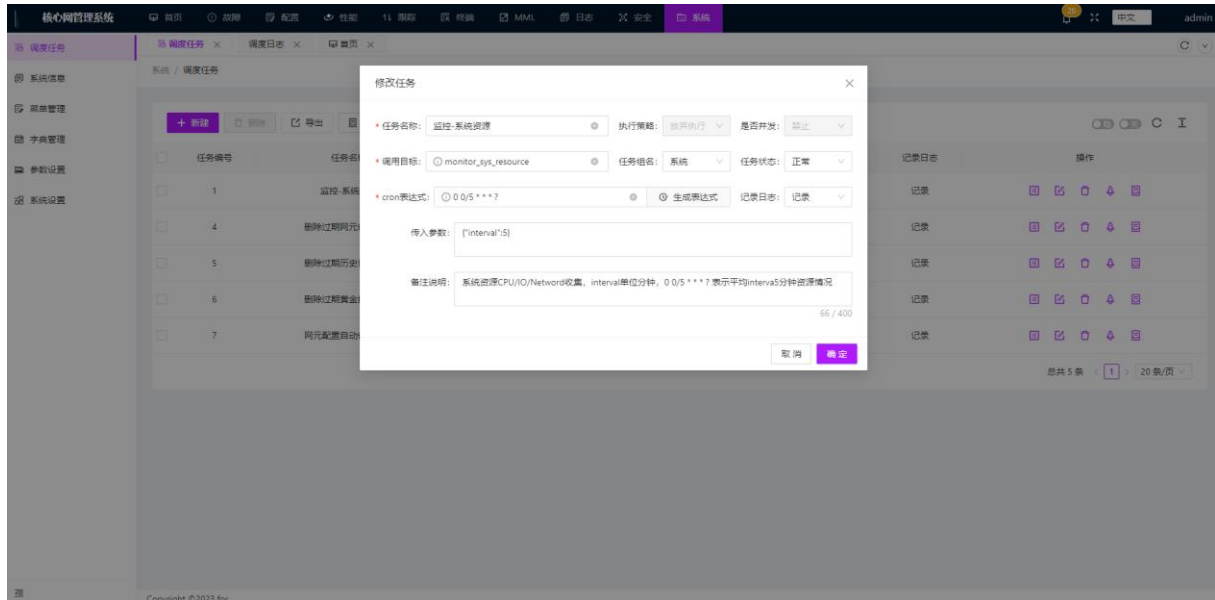 核心网管理系统 首页 故障 配置 性能 跟踪 终端 MML 日志 安全 系统 中文 admin
调度任务 调度任务 × 调度日志 × 首页 ×
系统信息
菜单管理
字典管理
参数设置
系统设置
系统 / 调度任务
+ 新建 删除 导出
任务编号 任务名 记录日志 操作
1 监控-系统 记录
4 删除过期网元 记录
5 删除过期历史 记录
6 删除过期黄金 记录
7 网元配置自动 记录
总共 5 条 < 1 > 20 条/页
修改任务 ×
* 任务名称: 监控-系统资源 执行策略: 放弃执行 是否并发: 禁止
* 调用目标: monitor_sys_resource 任务组名: 系统 任务状态: 正常
* cron表达式: 0 0/5 * * * ? 生成表达式 记录日志: 记录
传入参数: {"interval":5}
备注说明: 系统资源CPU/IO/Netword收集，interval单位分钟，0 0/5 * * * ? 表示平均interva5分钟资源情况
66 / 400
取 消 确 定
Copyright ©2023 for